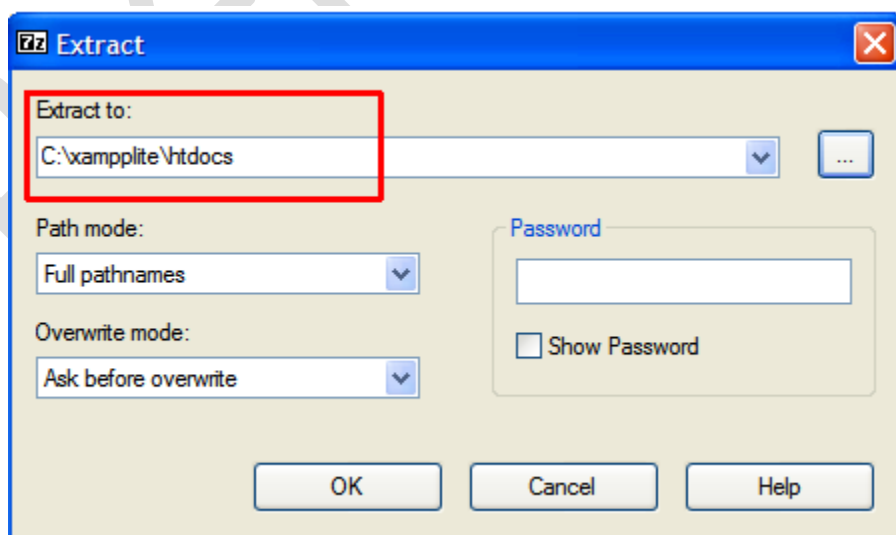 7z Extract
Extract to:
C:\xampplite\htdocs
...
Path mode:
Full pathnames
Password
Overwrite mode:
Show Password
Ask before overwrite
OK Cancel Help